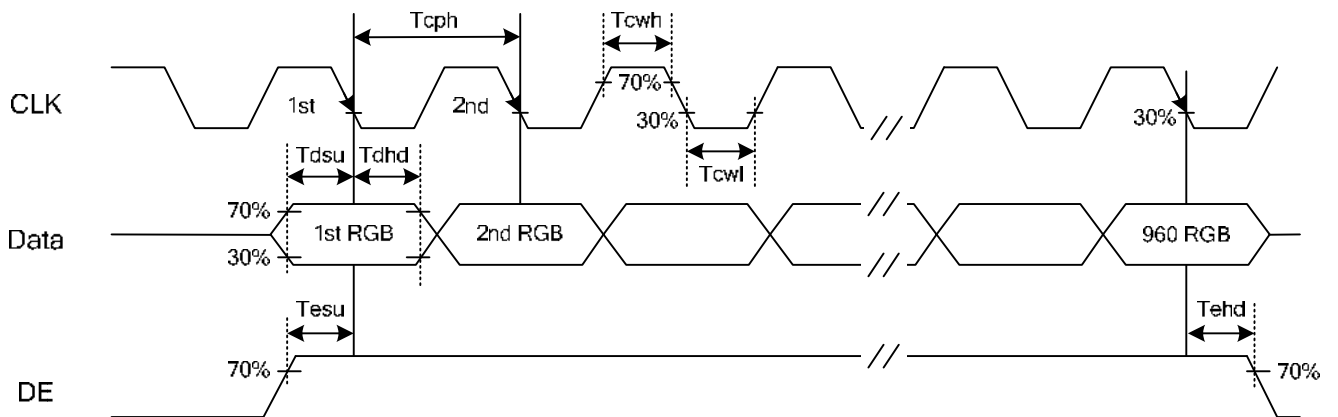 Tcph
Tcwh
CLK
1st
2nd
70%
30%
30%
Tcwl
Tdsu
Tdhd
70%
Data
1st RGB
2nd RGB
960 RGB
30%
Tesu
Tehd
70%
70%
DE